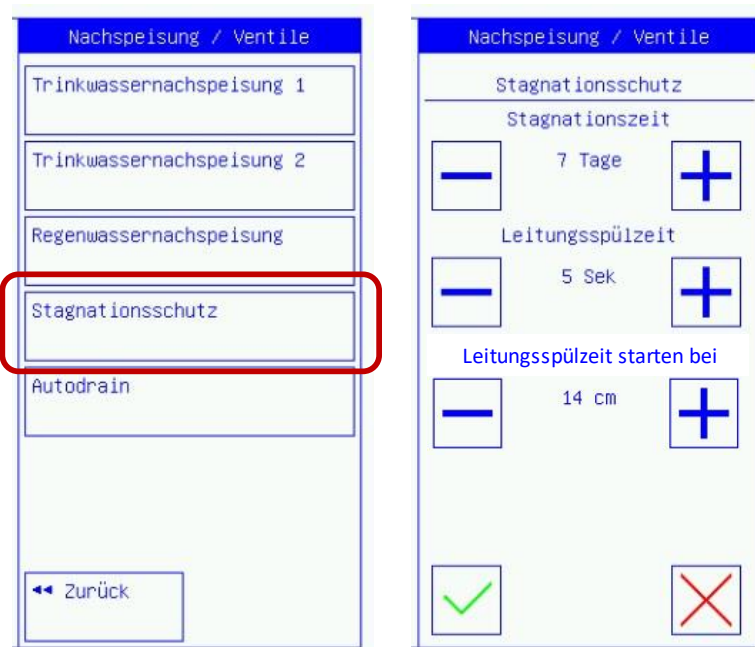 Nachspeisung / Ventile
Trinkwassernachspeisung 1
Trinkwassernachspeisung 2
Regenwassernachspeisung
Stagnationsschutz
Autodrain
◄◄ Zurück
Nachspeisung / Ventile
Stagnationsschutz
Stagnationszeit
7 Tage
Leitungsspülzeit
5 Sek
Leitungsspülzeit starten bei
14 cm